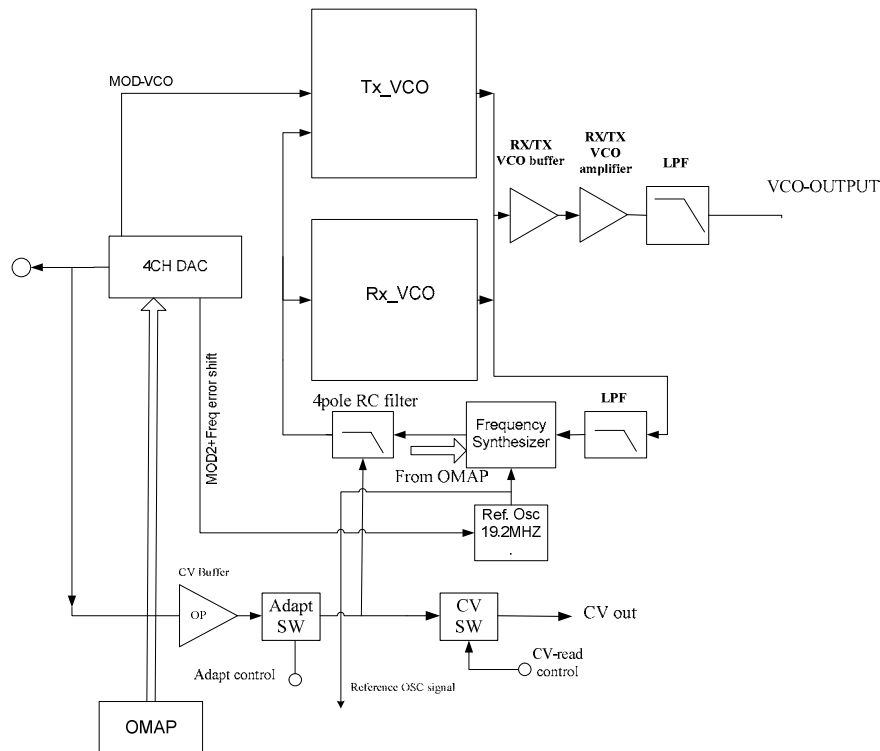 MOD-VCO
Tx_VCO
RX/TX
VCO buffer
RX/TX
VCO
amplifier
LPF
VCO-OUTPUT
4CH DAC
Rx_VCO
MOD2+Freq error shift
4pole RC filter
Frequency
Synthesizer
LPF
From OMAP
Ref. Osc
19.2MHZ
.
CV Buffer
OP
Adapt
SW
CV
SW
CV out
Adapt control
Reference OSC signal
CV-read
control
OMAP